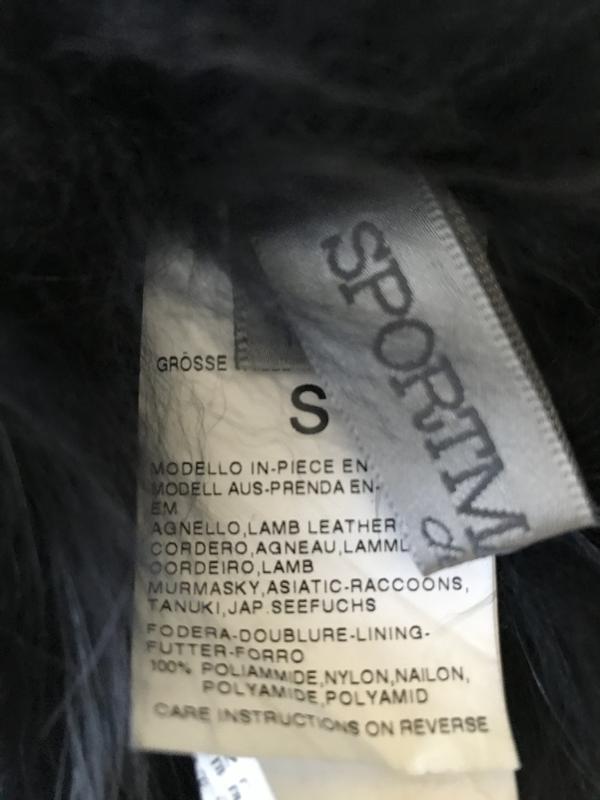 SPORTM
GRÖSSE
S
MODELLO IN-PIECE EN
MODELL AUS-PRENDA EN-
EM
AGNELLO,LAMB LEATHER
CORDERO,AGNEAU,LAMML
CORDEIRO,LAMB
MURMASKY,ASIATIC-RACCOONS,
TANUKI,JAP.SEEFUCHS
FODERA-DOUBLURE-LINING-
FUTTER-FORRO
100% POLIAMMIDE,NYLON,NAILON,
POLYAMIDE,POLYAMID
CARE INSTRUCTIONS ON REVERSE